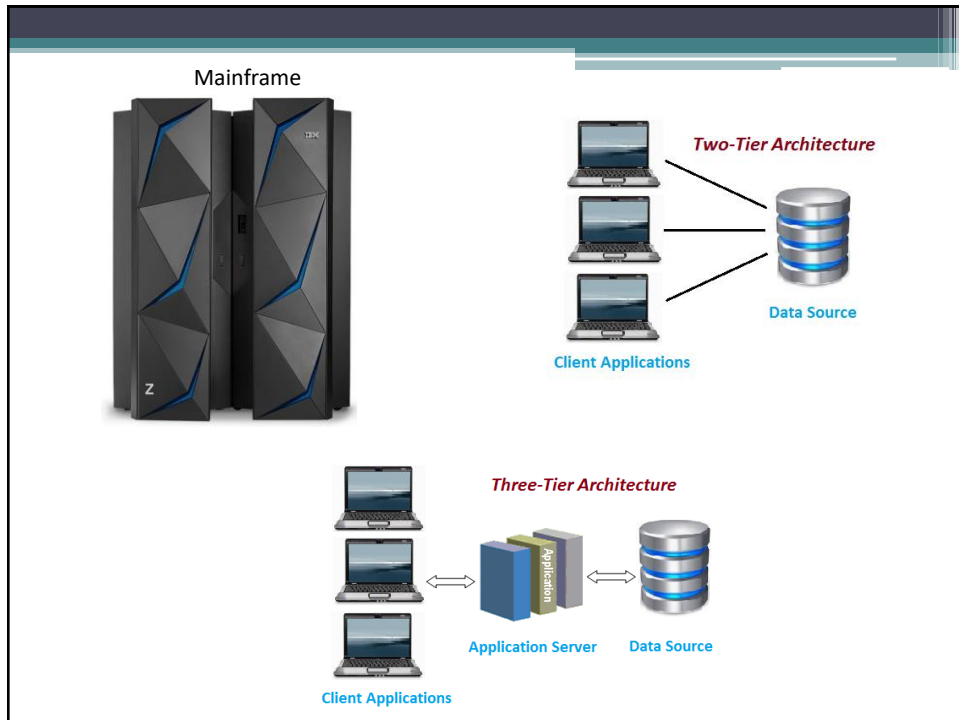 Mainframe
IBM
Z
Two-Tier Architecture
Data Source
Client Applications
Three-Tier Architecture
Application
Application Server
Data Source
Client Applications